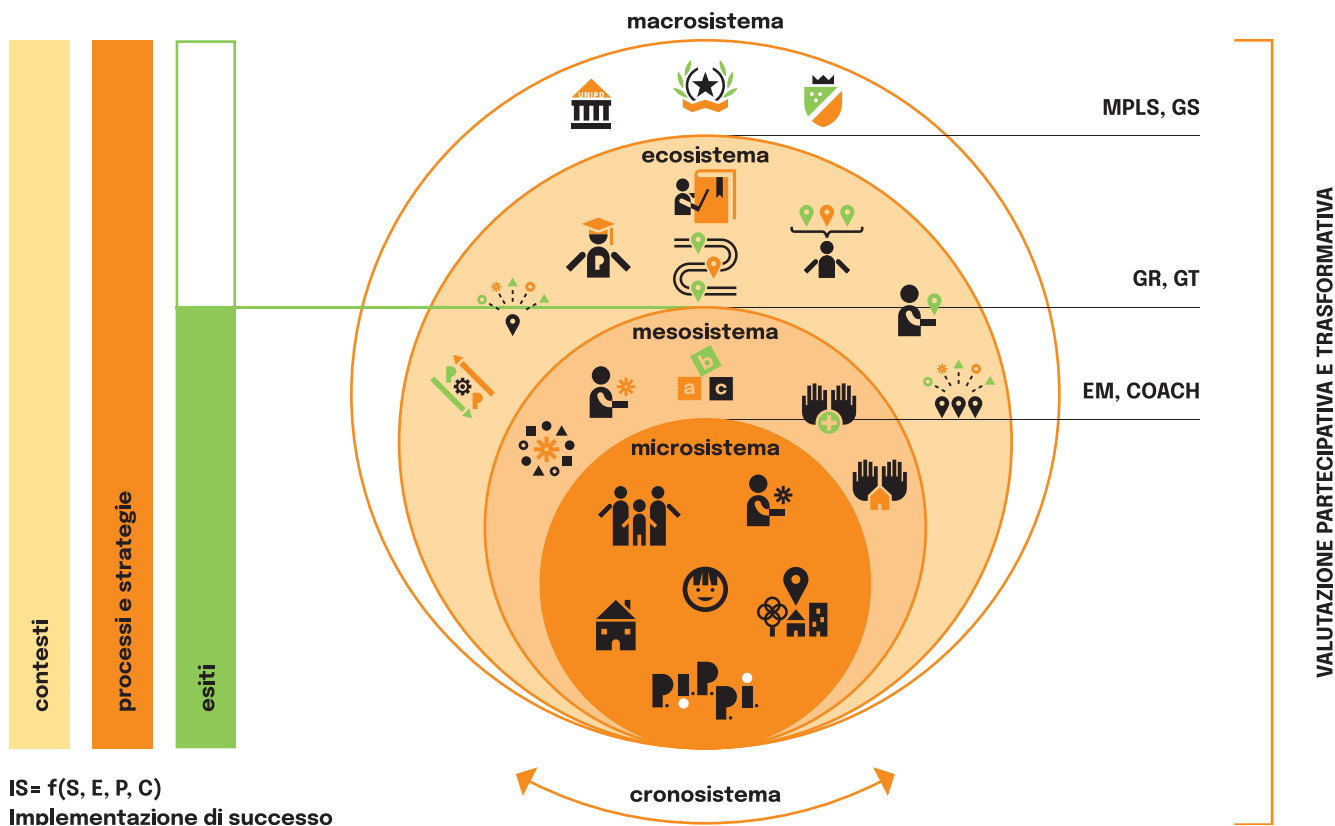 macrosistema
UNIPD
MPLS, GS
ecosistema
P
GR, GT
mesosistema
b
a c
P
P
EM, COACH
microsistema
P.I.P.P.I.
cronosistema
contesti
processi e strategie
esiti
IS= f(S, E, P, C)
Implementazione di successo
VALUTAZIONE PARTECIPATIVA E TRASFORMATIVA